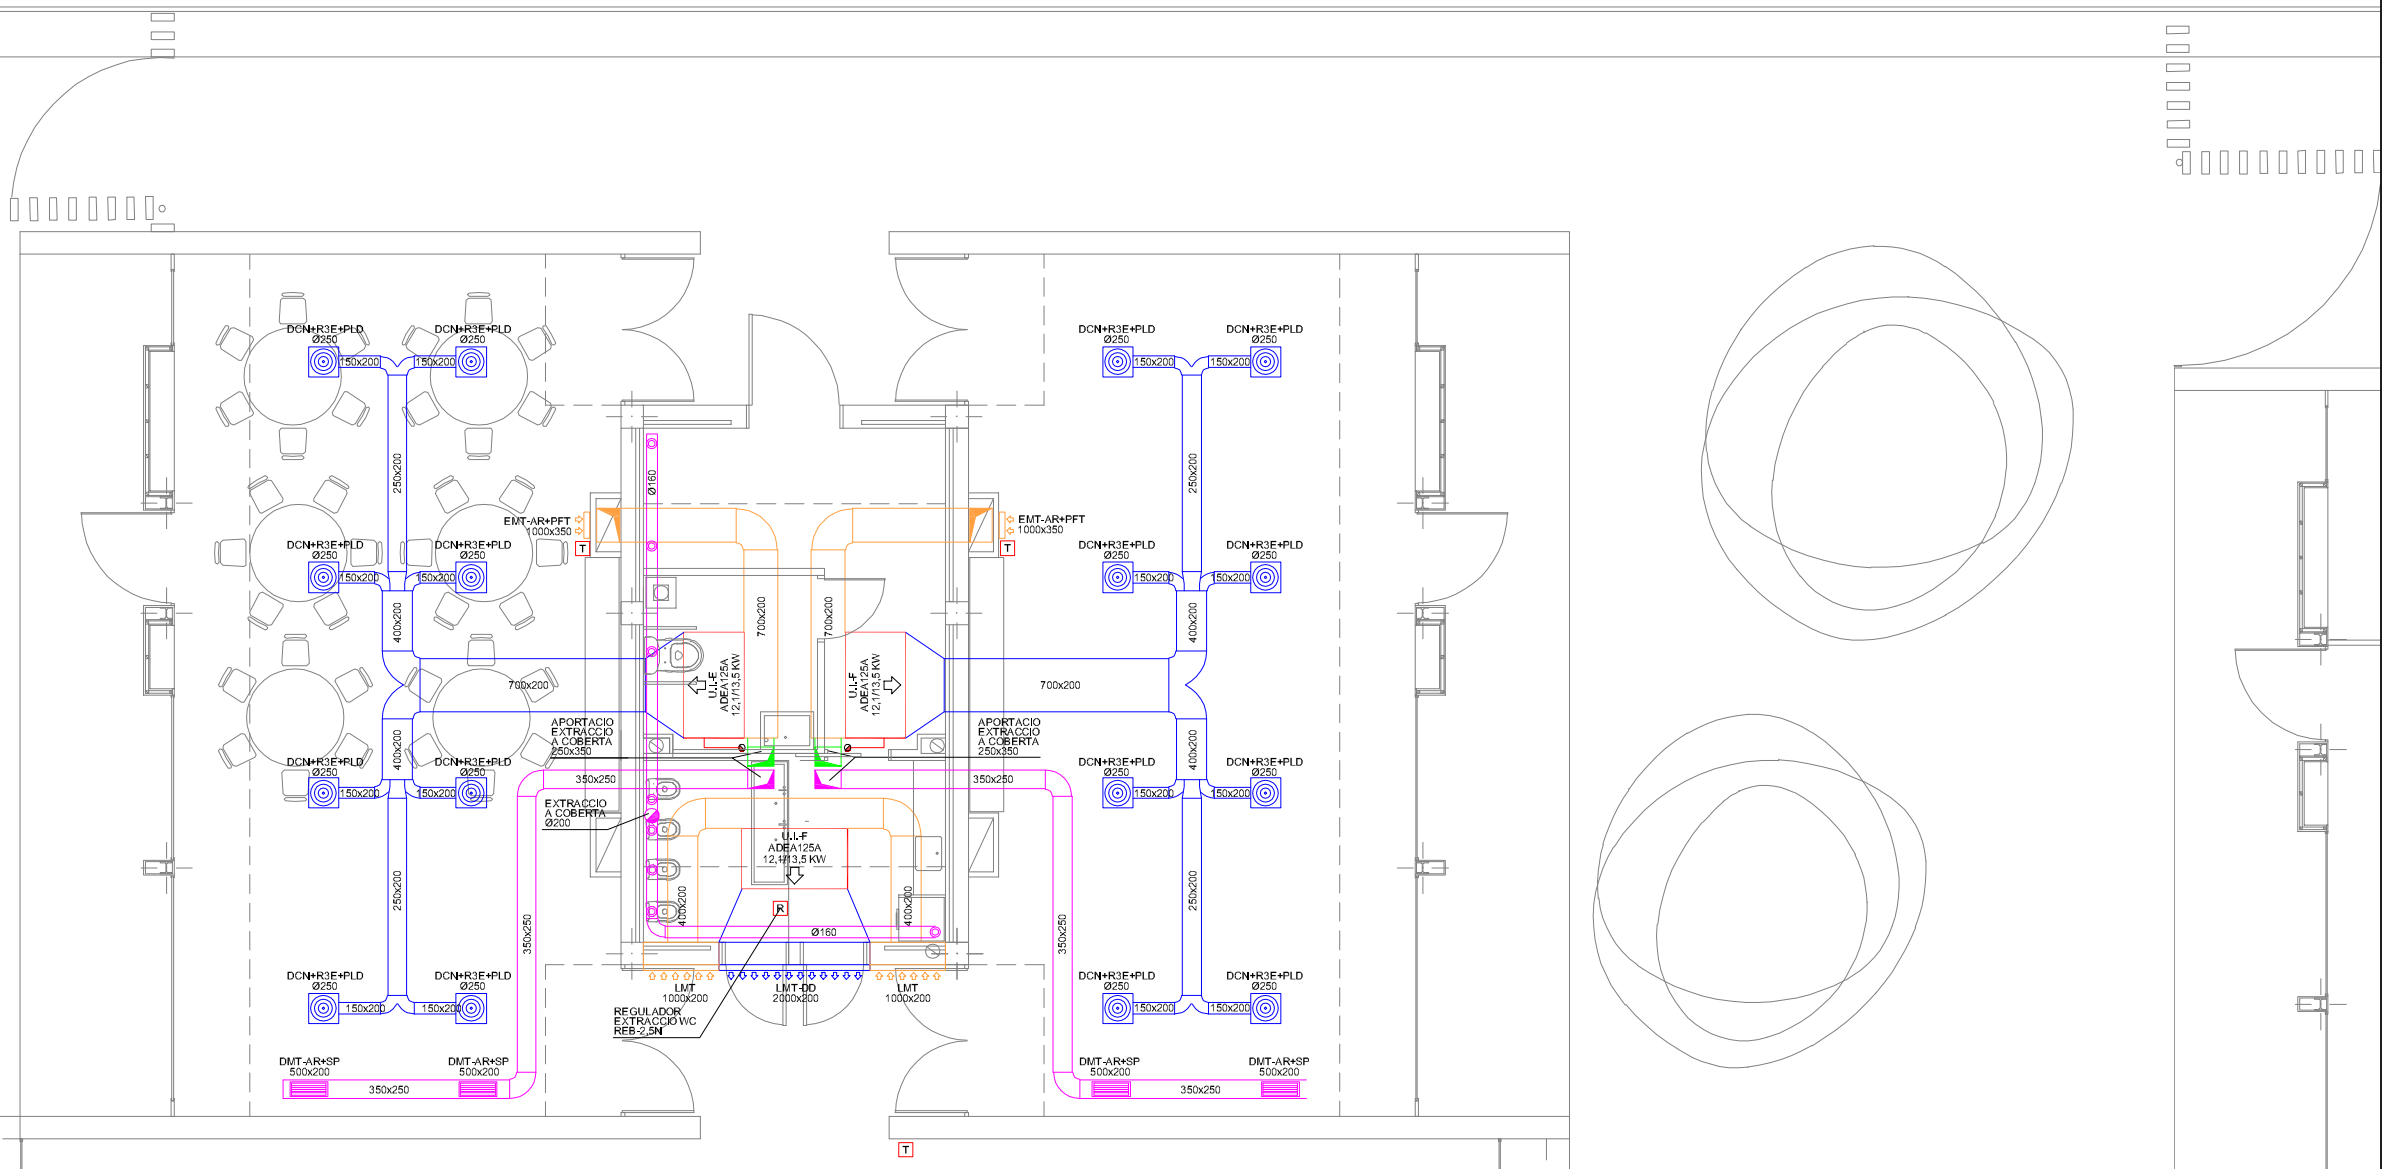 DCN+R3E+PLD
Ø250
DCN+R3E+PLD
Ø250
DCN+R3E+PLD
Ø250
DCN+R3E+PLD
Ø250
150x200
150x200
150x200
150x200
250x200
Ø160
250x200
EMT-AR+PFT
1000x350
T
EMT-AR+PFT
1000x350
T
DCN+R3E+PLD
Ø250
DCN+R3E+PLD
Ø250
DCN+R3E+PLD
Ø250
DCN+R3E+PLD
Ø250
150x200
150x200
150x200
150x200
400x200
700x200
700x200
400x200
700x200
U.I.-E
ADEA125A
12,1/13,5 KW
U.I.-F
ADEA125A
12,1/13,5 KW
700x200
APORTACIO
EXTRACCIO
A COBERTA
250x350
APORTACIO
EXTRACCIO
A COBERTA
250x350
400x200
400x200
DCN+R3E+PLD
Ø250
DCN+R3E+PLD
Ø250
DCN+R3E+PLD
Ø250
DCN+R3E+PLD
Ø250
350x250
350x250
150x200
150x200
150x200
150x200
EXTRACCIO
A COBERTA
Ø200
U.I.-F
ADEA125A
12,1/13,5 KW
250x200
350x250
400x200
R
400x200
350x250
250x200
Ø160
DCN+R3E+PLD
Ø250
DCN+R3E+PLD
Ø250
DCN+R3E+PLD
Ø250
DCN+R3E+PLD
Ø250
LMT
1000x200
LMT-DD
2000x200
LMT
1000x200
150x200
150x200
150x200
150x200
REGULADOR
EXTRACCIO WC
REB-2,5N
DMT-AR+SP
500x200
DMT-AR+SP
500x200
DMT-AR+SP
500x200
DMT-AR+SP
500x200
350x250
350x250
T